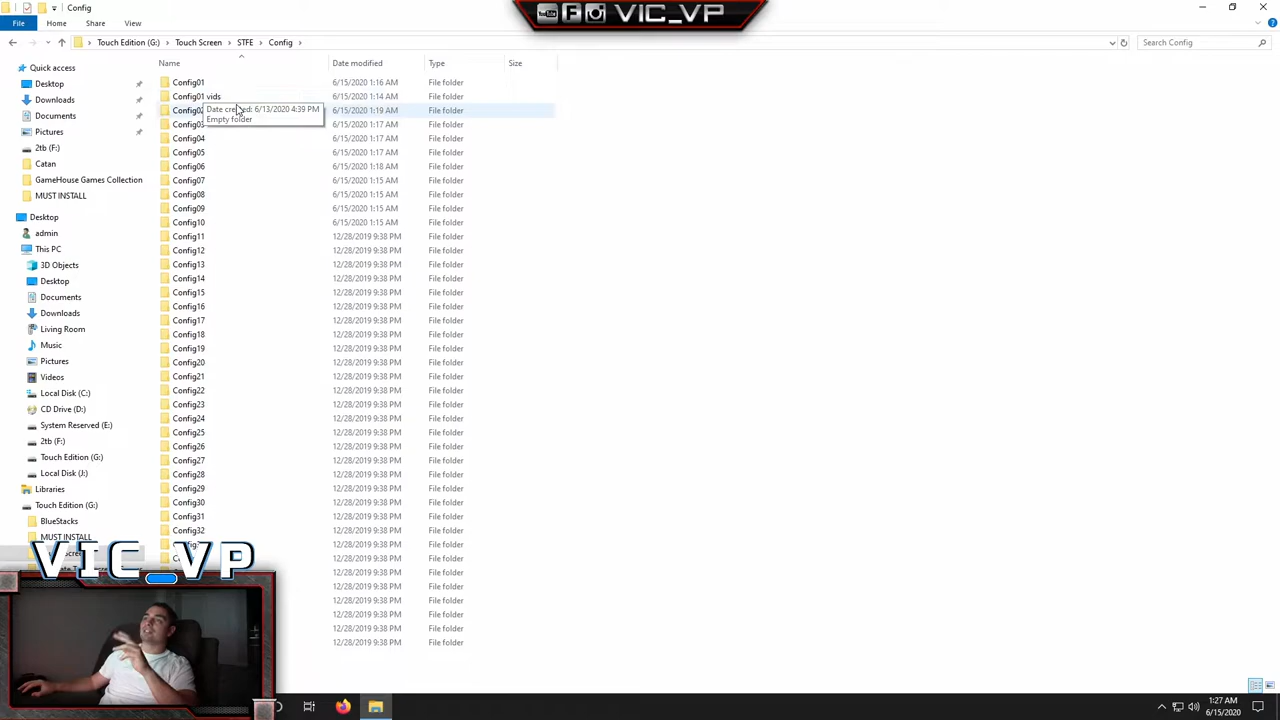 Config
VIC_VP
File Home Share View
Touch Edition (G:) Touch Screen STFE Config
Search Config
Name Date modified Type Size
Quick access
Desktop
Downloads
Documents
Pictures
2tb (F:)
Catan
GameHouse Games Collection
MUST INSTALL
Desktop
admin
This PC
3D Objects
Desktop
Documents
Downloads
Living Room
Music
Pictures
Videos
Local Disk (C:)
CD Drive (D:)
System Reserved (E:)
2tb (F:)
Touch Edition (G:)
Local Disk (J:)
Libraries
Touch Edition (G:)
BlueStacks
MUST INSTALL
Config01 6/15/2020 1:16 AM File folder
Config01 vids 6/15/2020 1:14 AM File folder
Config02 6/15/2020 1:19 AM File folder
Date created: 6/13/2020 4:39 PM
Empty folder
Config03 6/15/2020 1:17 AM File folder
Config04 6/15/2020 1:17 AM File folder
Config05 6/15/2020 1:17 AM File folder
Config06 6/15/2020 1:18 AM File folder
Config07 6/15/2020 1:15 AM File folder
Config08 6/15/2020 1:15 AM File folder
Config09 6/15/2020 1:15 AM File folder
Config10 6/15/2020 1:15 AM File folder
Config11 12/28/2019 9:38 PM File folder
Config12 12/28/2019 9:38 PM File folder
Config13 12/28/2019 9:38 PM File folder
Config14 12/28/2019 9:38 PM File folder
Config15 12/28/2019 9:38 PM File folder
Config16 12/28/2019 9:38 PM File folder
Config17 12/28/2019 9:38 PM File folder
Config18 12/28/2019 9:38 PM File folder
Config19 12/28/2019 9:38 PM File folder
Config20 12/28/2019 9:38 PM File folder
Config21 12/28/2019 9:38 PM File folder
Config22 12/28/2019 9:38 PM File folder
Config23 12/28/2019 9:38 PM File folder
Config24 12/28/2019 9:38 PM File folder
Config25 12/28/2019 9:38 PM File folder
Config26 12/28/2019 9:38 PM File folder
Config27 12/28/2019 9:38 PM File folder
Config28 12/28/2019 9:38 PM File folder
Config29 12/28/2019 9:38 PM File folder
Config30 12/28/2019 9:38 PM File folder
Config31 12/28/2019 9:38 PM File folder
Config32 12/28/2019 9:38 PM File folder
12/28/2019 9:38 PM File folder
12/28/2019 9:38 PM File folder
12/28/2019 9:38 PM File folder
12/28/2019 9:38 PM File folder
12/28/2019 9:38 PM File folder
12/28/2019 9:38 PM File folder
12/28/2019 9:38 PM File folder
12/28/2019 9:38 PM File folder
VIC_VP
1:27 AM
6/15/2020